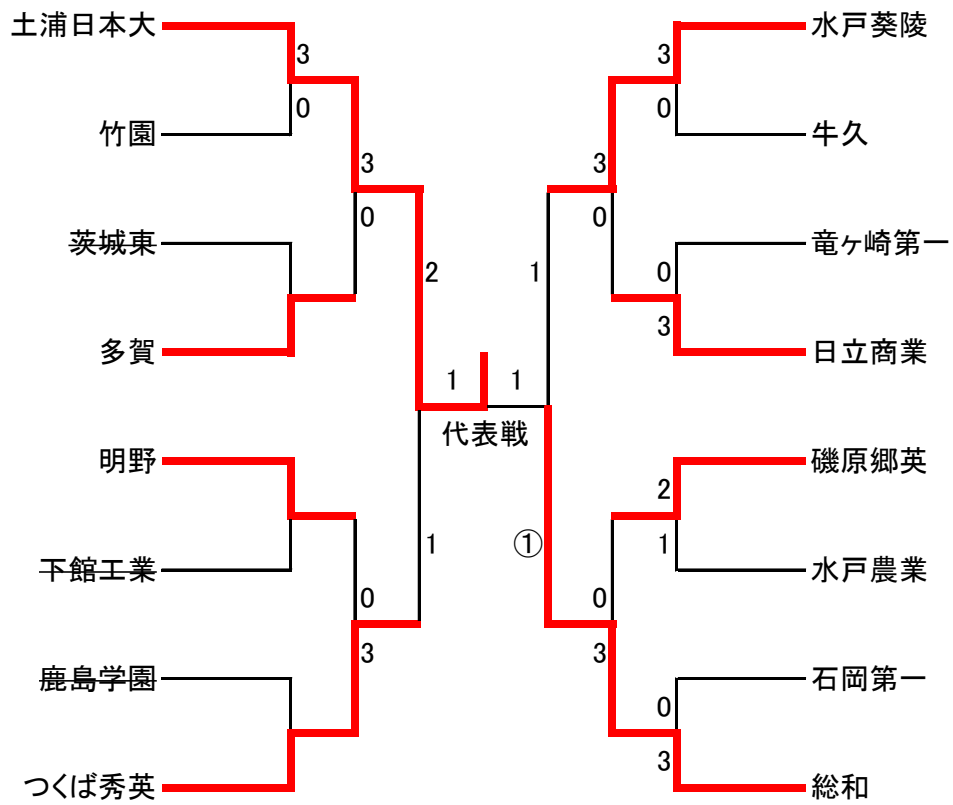 土浦日本大
3
0
竹園
3
0
茨城東
多賀
2
明野
下館工業
1
0
鹿島学園
3
つくば秀英
1
1
代表戦
水戸葵陵
3
0
牛久
3
0
竜ヶ崎第一
0
3
日立商業
1
磯原郷英
2
1
水戸農業
①
0
3
石岡第一
0
3
総和